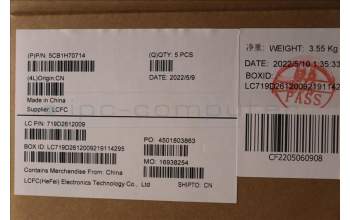 (P)P/N: 5CB1H70714
(Q)QTY: 5 PCS
(4L)Origin:CN
DATE: 2022/5/9
Made in China
Supplier: LCFC
LC P/N: 719D2612009
PO: 4501603863
BOX ID: LC719D2612009219114295
MO: 16938254
Contains Merchandise From: China
LCFC(HeFei) Electronics Technology Co., Ltd
SHIPTO: CN
净重: WEIGHT: 3.55 Kg
DATE: 2022/5/10 1:35:33
BOXID:
LC719D2612009219114295
PASS
CF2205060908